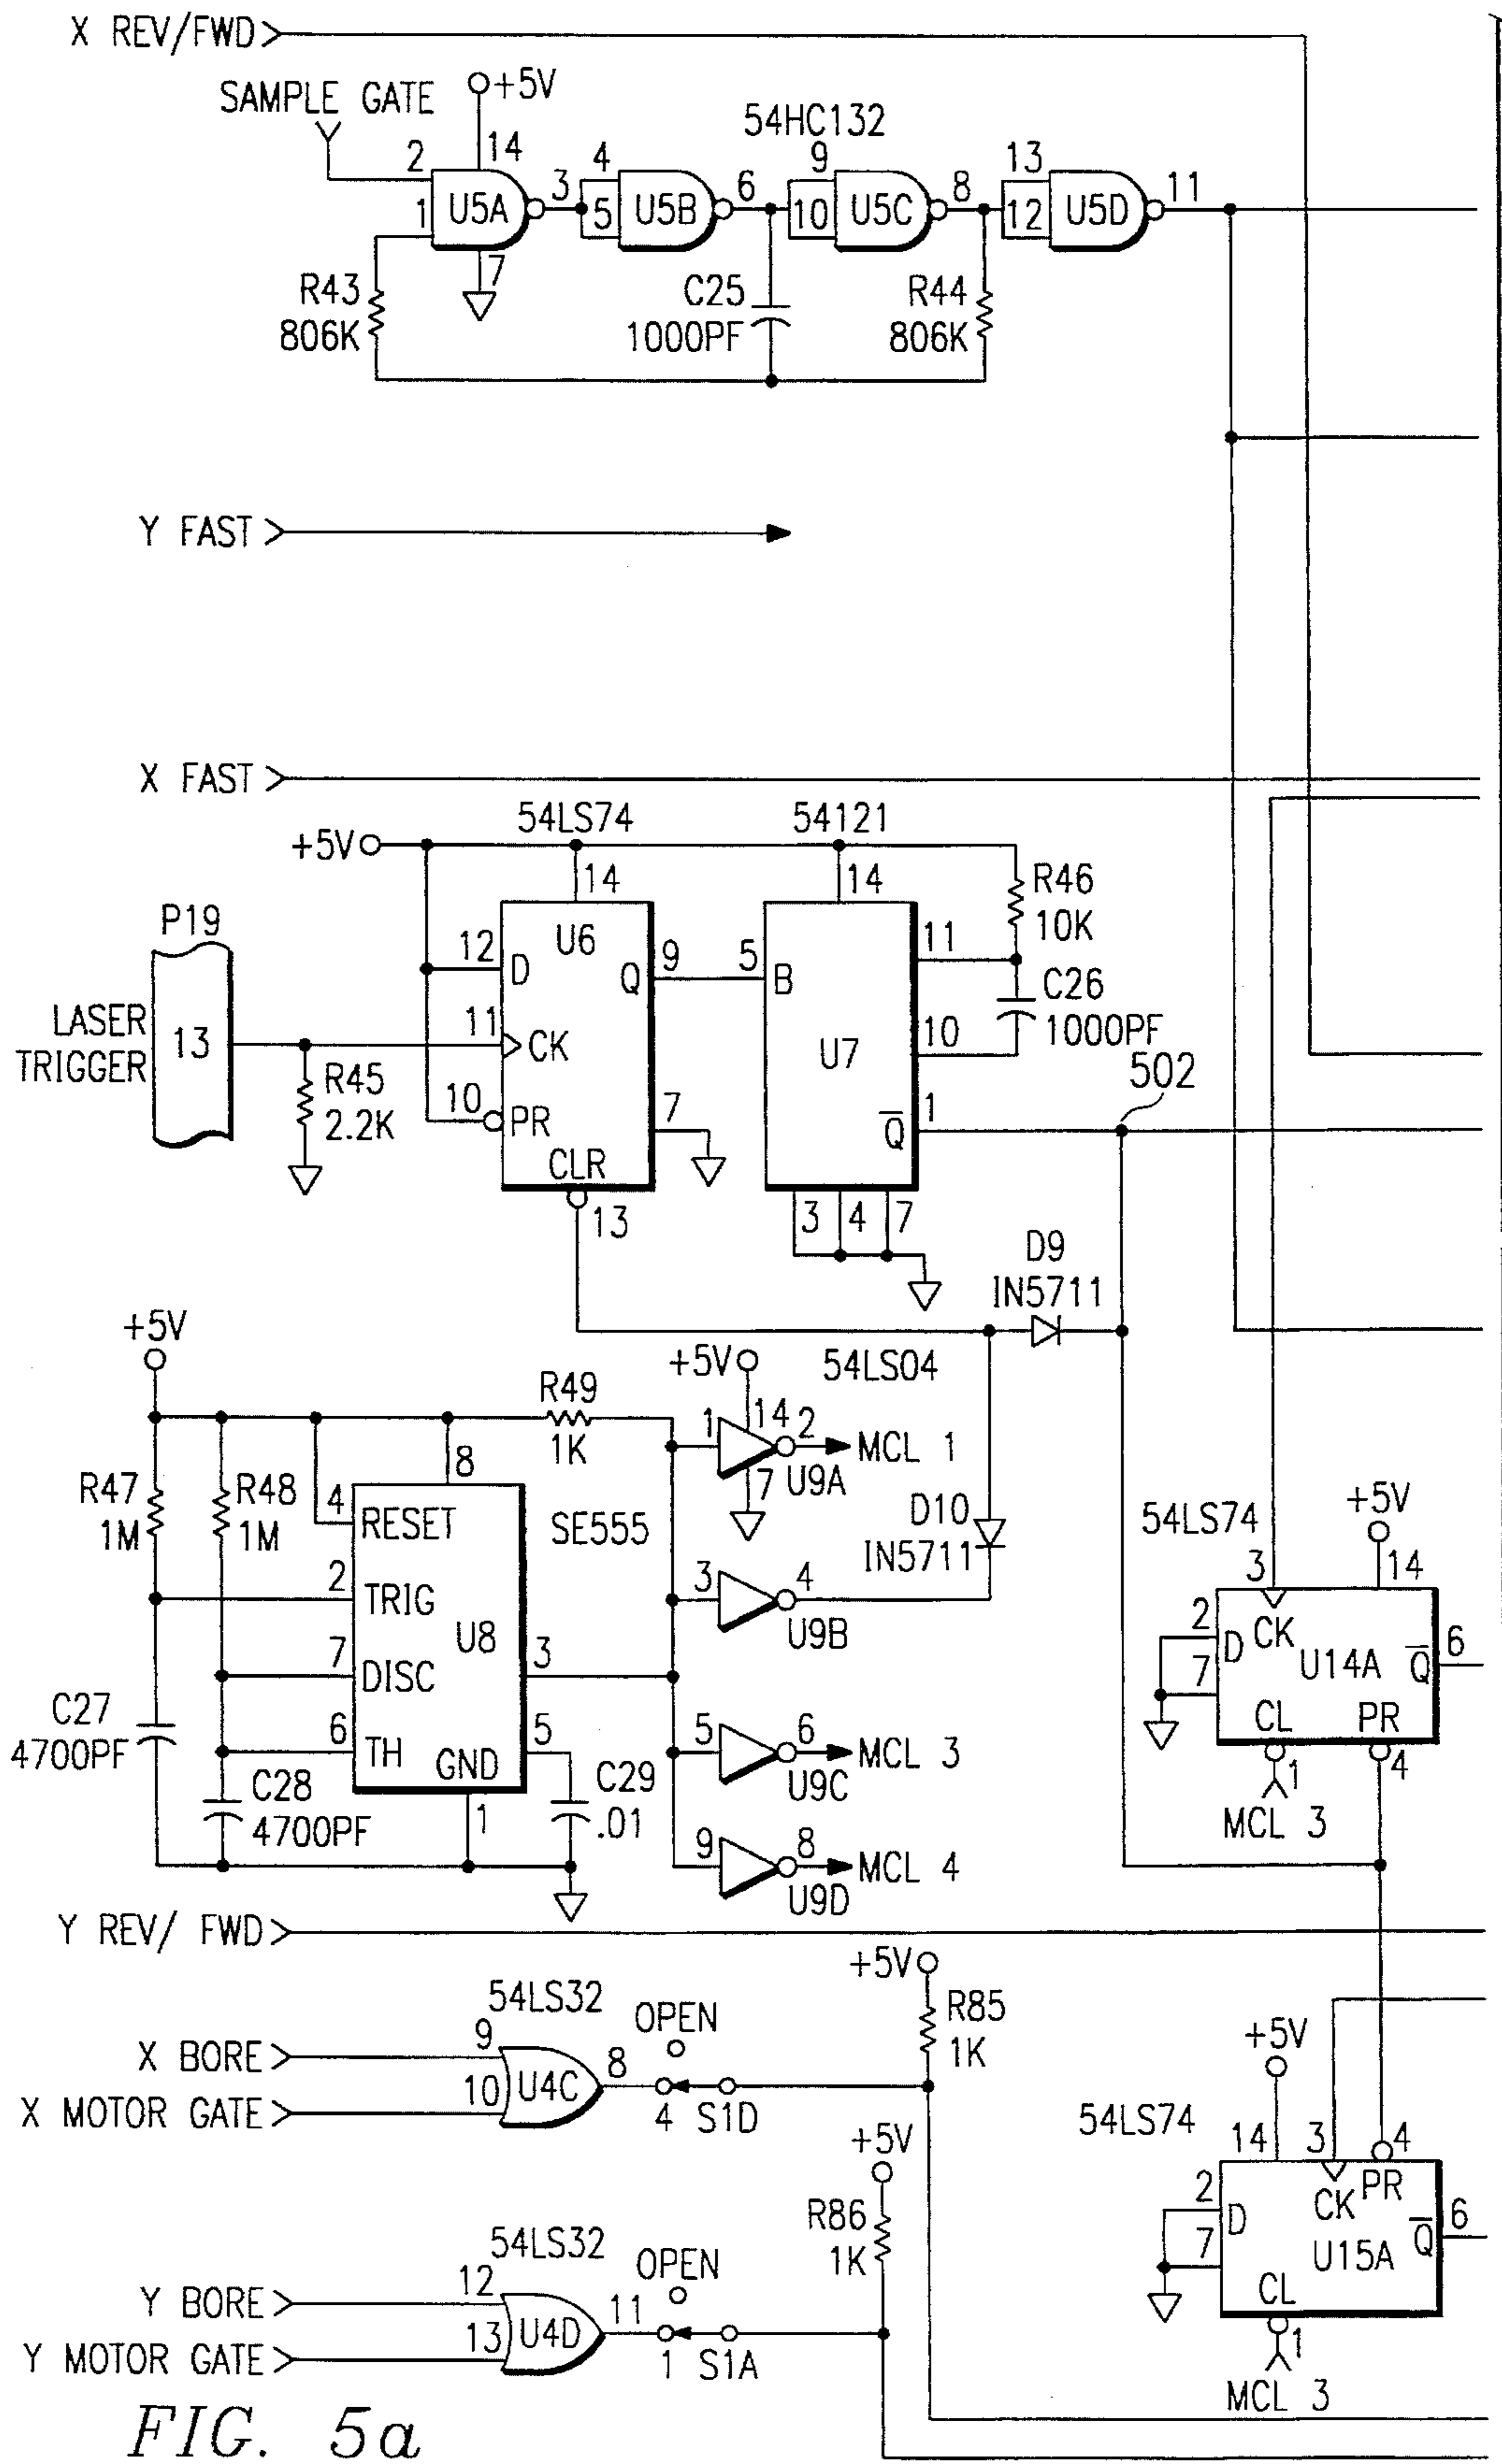 X REV/FWD
SAMPLE GATE
+5V
54HC132
2
14
1
U5A
3
7
4
5
U5B
6
9
10
U5C
8
13
12
U5D
11
R43
806K
C25
1000PF
R44
806K
Y FAST
X FAST
54LS74
54121
+5V
14
14
R46
10K
P19
U6
12
D
Q
9
5
B
11
C26
1000PF
LASER
TRIGGER
13
11
CK
U7
10
R45
2.2K
10
PR
7
Q
1
502
CLR
13
3
4
7
D9
IN5711
+5V
+5V
54LS04
R49
1K
1
14
2
MCL 1
7
U9A
8
R47
1M
R48
1M
4
RESET
SE555
D10
IN5711
54LS74
+5V
2
TRIG
3
4
U9B
3
14
U8
7
DISC
3
2
D
CK
U14A
Q
6
7
C27
4700PF
6
TH
GND
5
5
6
MCL 3
U9C
CL
PR
1
4
C28
4700PF
1
C29
.01
MCL 3
9
8
MCL 4
U9D
Y REV/ FWD
+5V
54LS32
R85
1K
OPEN
+5V
X BORE
9
8
X MOTOR GATE
10
U4C
4
S1D
54LS74
14
3
4
+5V
PR
2
D
CK
Q
6
R86
1K
7
U15A
54LS32
OPEN
CL
Y BORE
12
11
1
Y MOTOR GATE
13
U4D
1
S1A
MCL 3
FIG. 5a